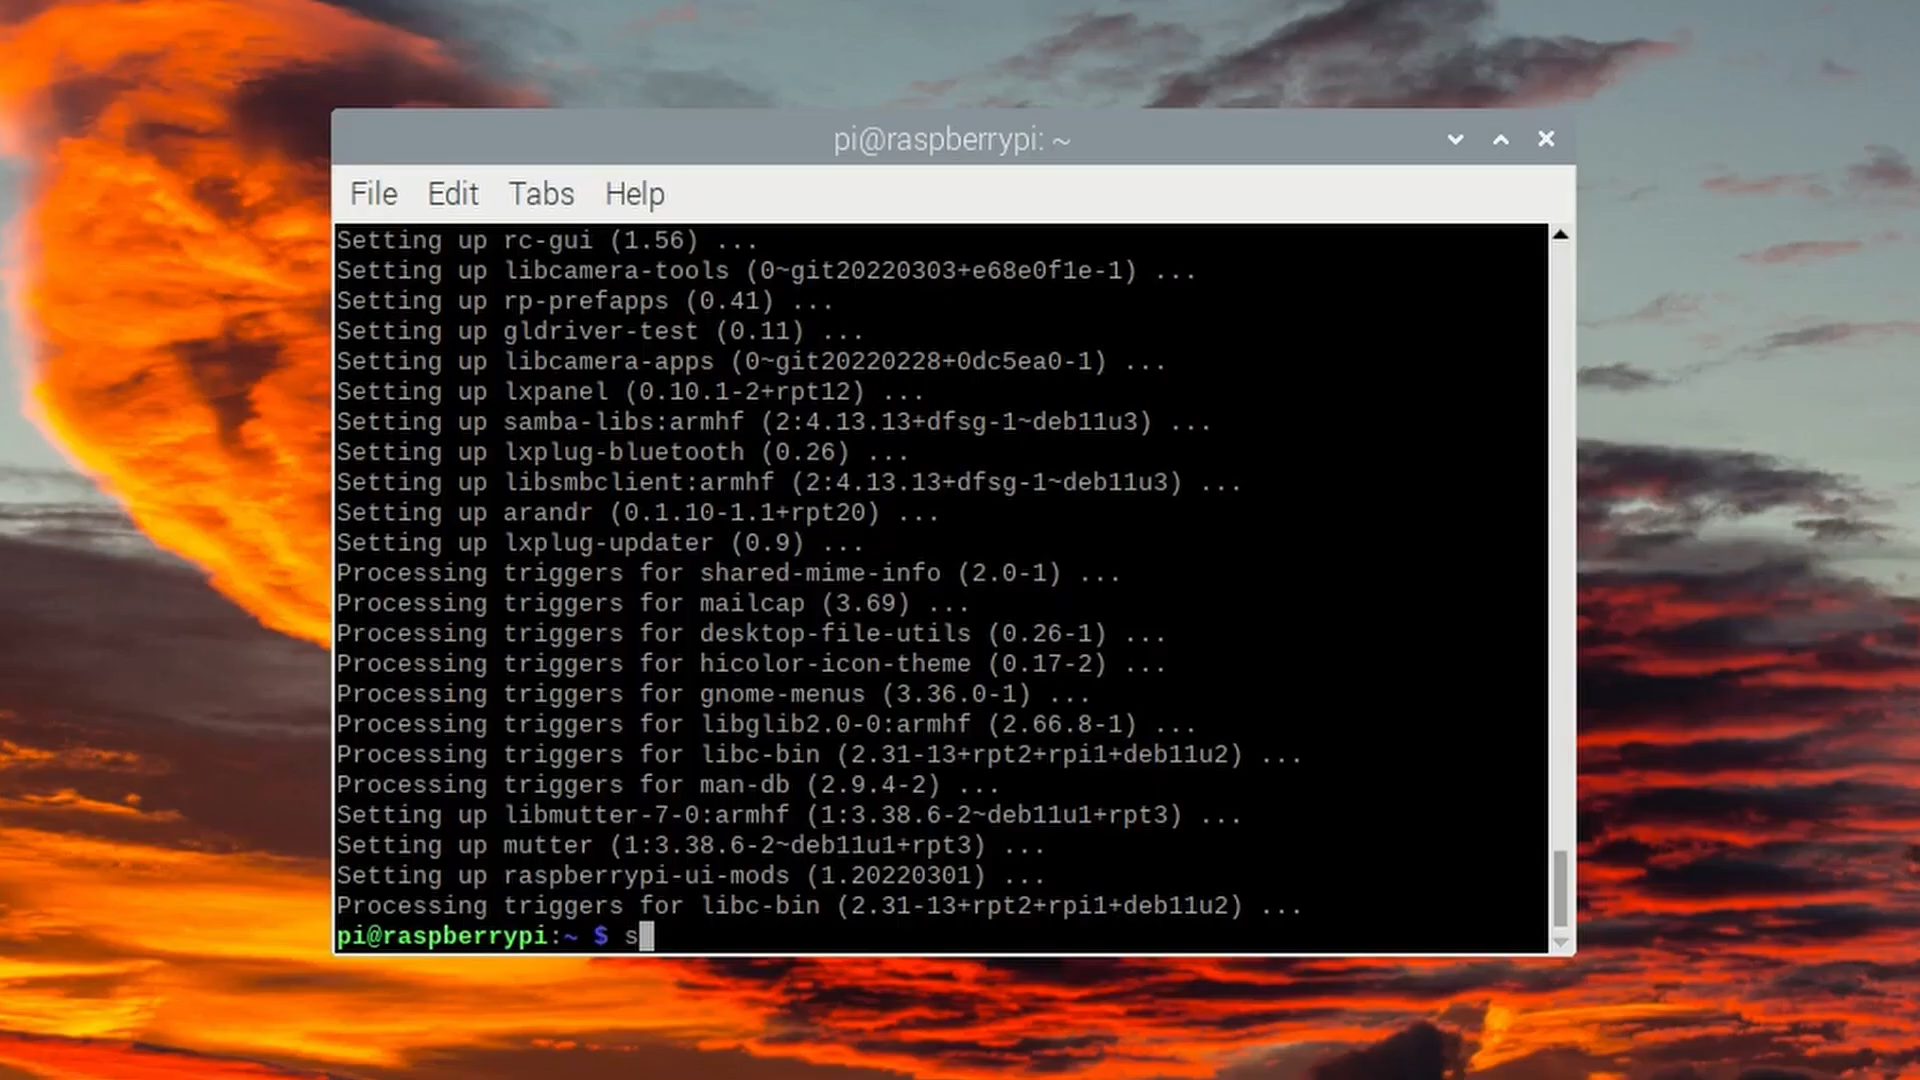 pi@raspberrypi: ~
File Edit Tabs Help
Setting up rc-gui (1.56) ...
Setting up libcamera-tools (0~git20220303+e68e0f1e-1) ...
Setting up rp-prefapps (0.41) ...
Setting up gldriver-test (0.11) ...
Setting up libcamera-apps (0~git20220228+0dc5ea0-1) ...
Setting up lxpanel (0.10.1-2+rpt12) ...
Setting up samba-libs:armhf (2:4.13.13+dfsg-1~deb11u3) ...
Setting up lxplug-bluetooth (0.26) ...
Setting up libsmbclient:armhf (2:4.13.13+dfsg-1~deb11u3) ...
Setting up arandr (0.1.10-1.1+rpt20) ...
Setting up lxplug-updater (0.9) ...
Processing triggers for shared-mime-info (2.0-1) ...
Processing triggers for mailcap (3.69) ...
Processing triggers for desktop-file-utils (0.26-1) ...
Processing triggers for hicolor-icon-theme (0.17-2) ...
Processing triggers for gnome-menus (3.36.0-1) ...
Processing triggers for libglib2.0-0:armhf (2.66.8-1) ...
Processing triggers for libc-bin (2.31-13+rpt2+rpi1+deb11u2) ...
Processing triggers for man-db (2.9.4-2) ...
Setting up libmutter-7-0:armhf (1:3.38.6-2~deb11u1+rpt3) ...
Setting up mutter (1:3.38.6-2~deb11u1+rpt3) ...
Setting up raspberrypi-ui-mods (1.20220301) ...
Processing triggers for libc-bin (2.31-13+rpt2+rpi1+deb11u2) ...
pi@raspberrypi:~ $ s